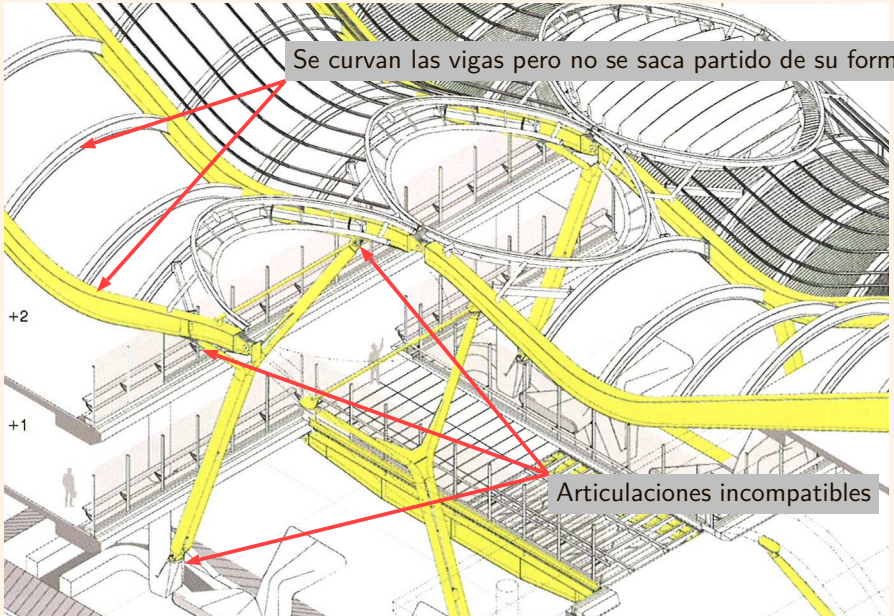 Se curvan las vigas pero no se saca partido de su form
+2
+1
Articulaciones incompatibles